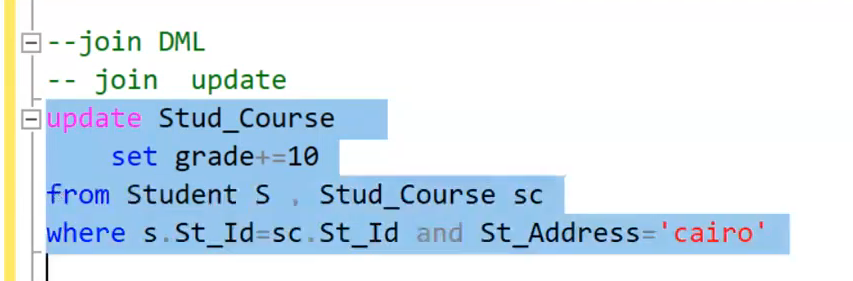 --join DML
-- join  update
update Stud_Course
    set grade+=10
from Student S , Stud_Course sc
where s.St_Id=sc.St_Id and St_Address='cairo'